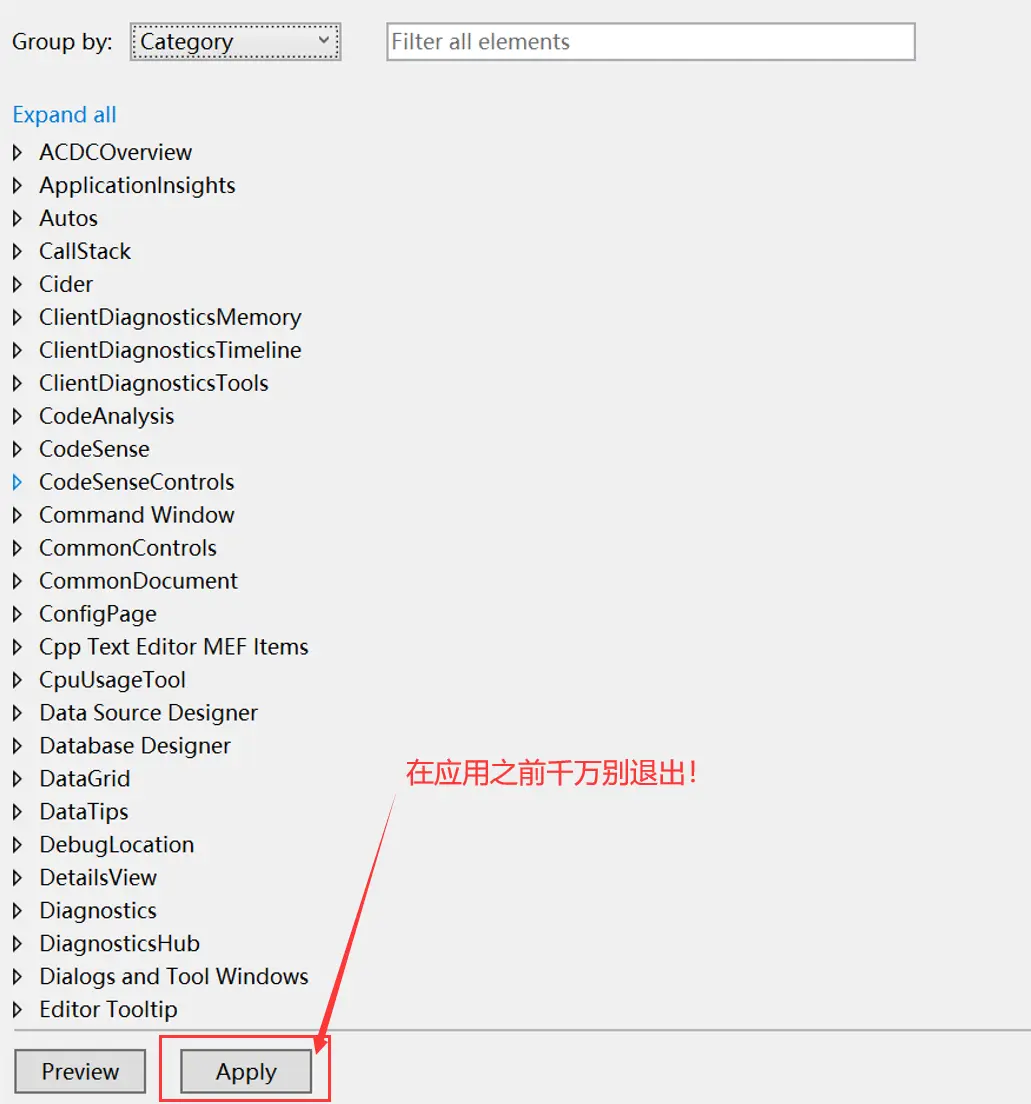 Group by: Category Filter all elements
Expand all
ACDCOverview
ApplicationInsights
Autos
CallStack
Cider
ClientDiagnosticsMemory
ClientDiagnosticsTimeline
ClientDiagnosticsTools
CodeAnalysis
CodeSense
CodeSenseControls
Command Window
CommonControls
CommonDocument
ConfigPage
Cpp Text Editor MEF Items
CpuUsageTool
Data Source Designer
Database Designer
在应用之前千万别退出!
DataGrid
DataTips
DebugLocation
DetailsView
Diagnostics
DiagnosticsHub
Dialogs and Tool Windows
Editor Tooltip
Preview Apply